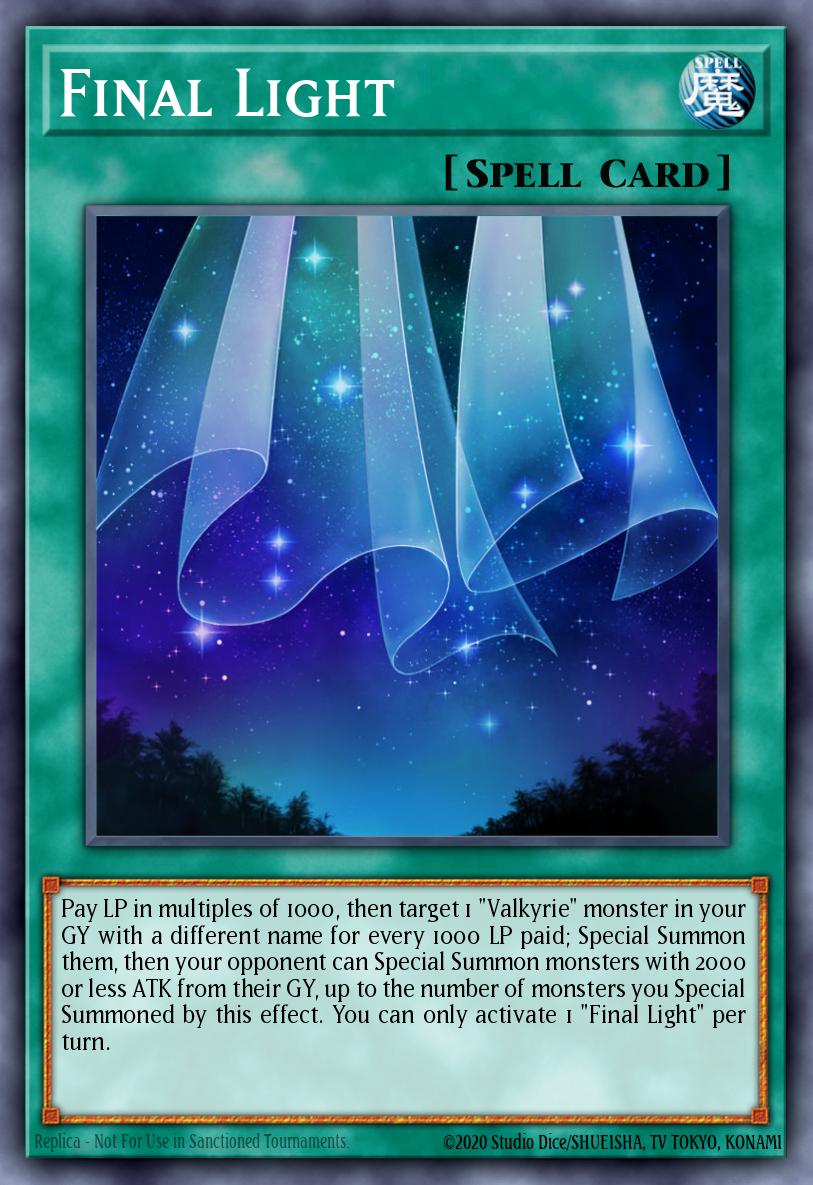 Final Light
SPELL
魔
[ Spell Card ]
Pay LP in multiples of 1000, then target 1 "Valkyrie" monster in your
GY with a different name for every 1000 LP paid; Special Summon
them, then your opponent can Special Summon monsters with 2000
or less ATK from their GY, up to the number of monsters you Special
Summoned by this effect. You can only activate 1 "Final Light" per
turn.
Replica - Not For Use in Sanctioned Tournaments.
©2020 Studio Dice/SHUEISHA, TV TOKYO, KONAMI